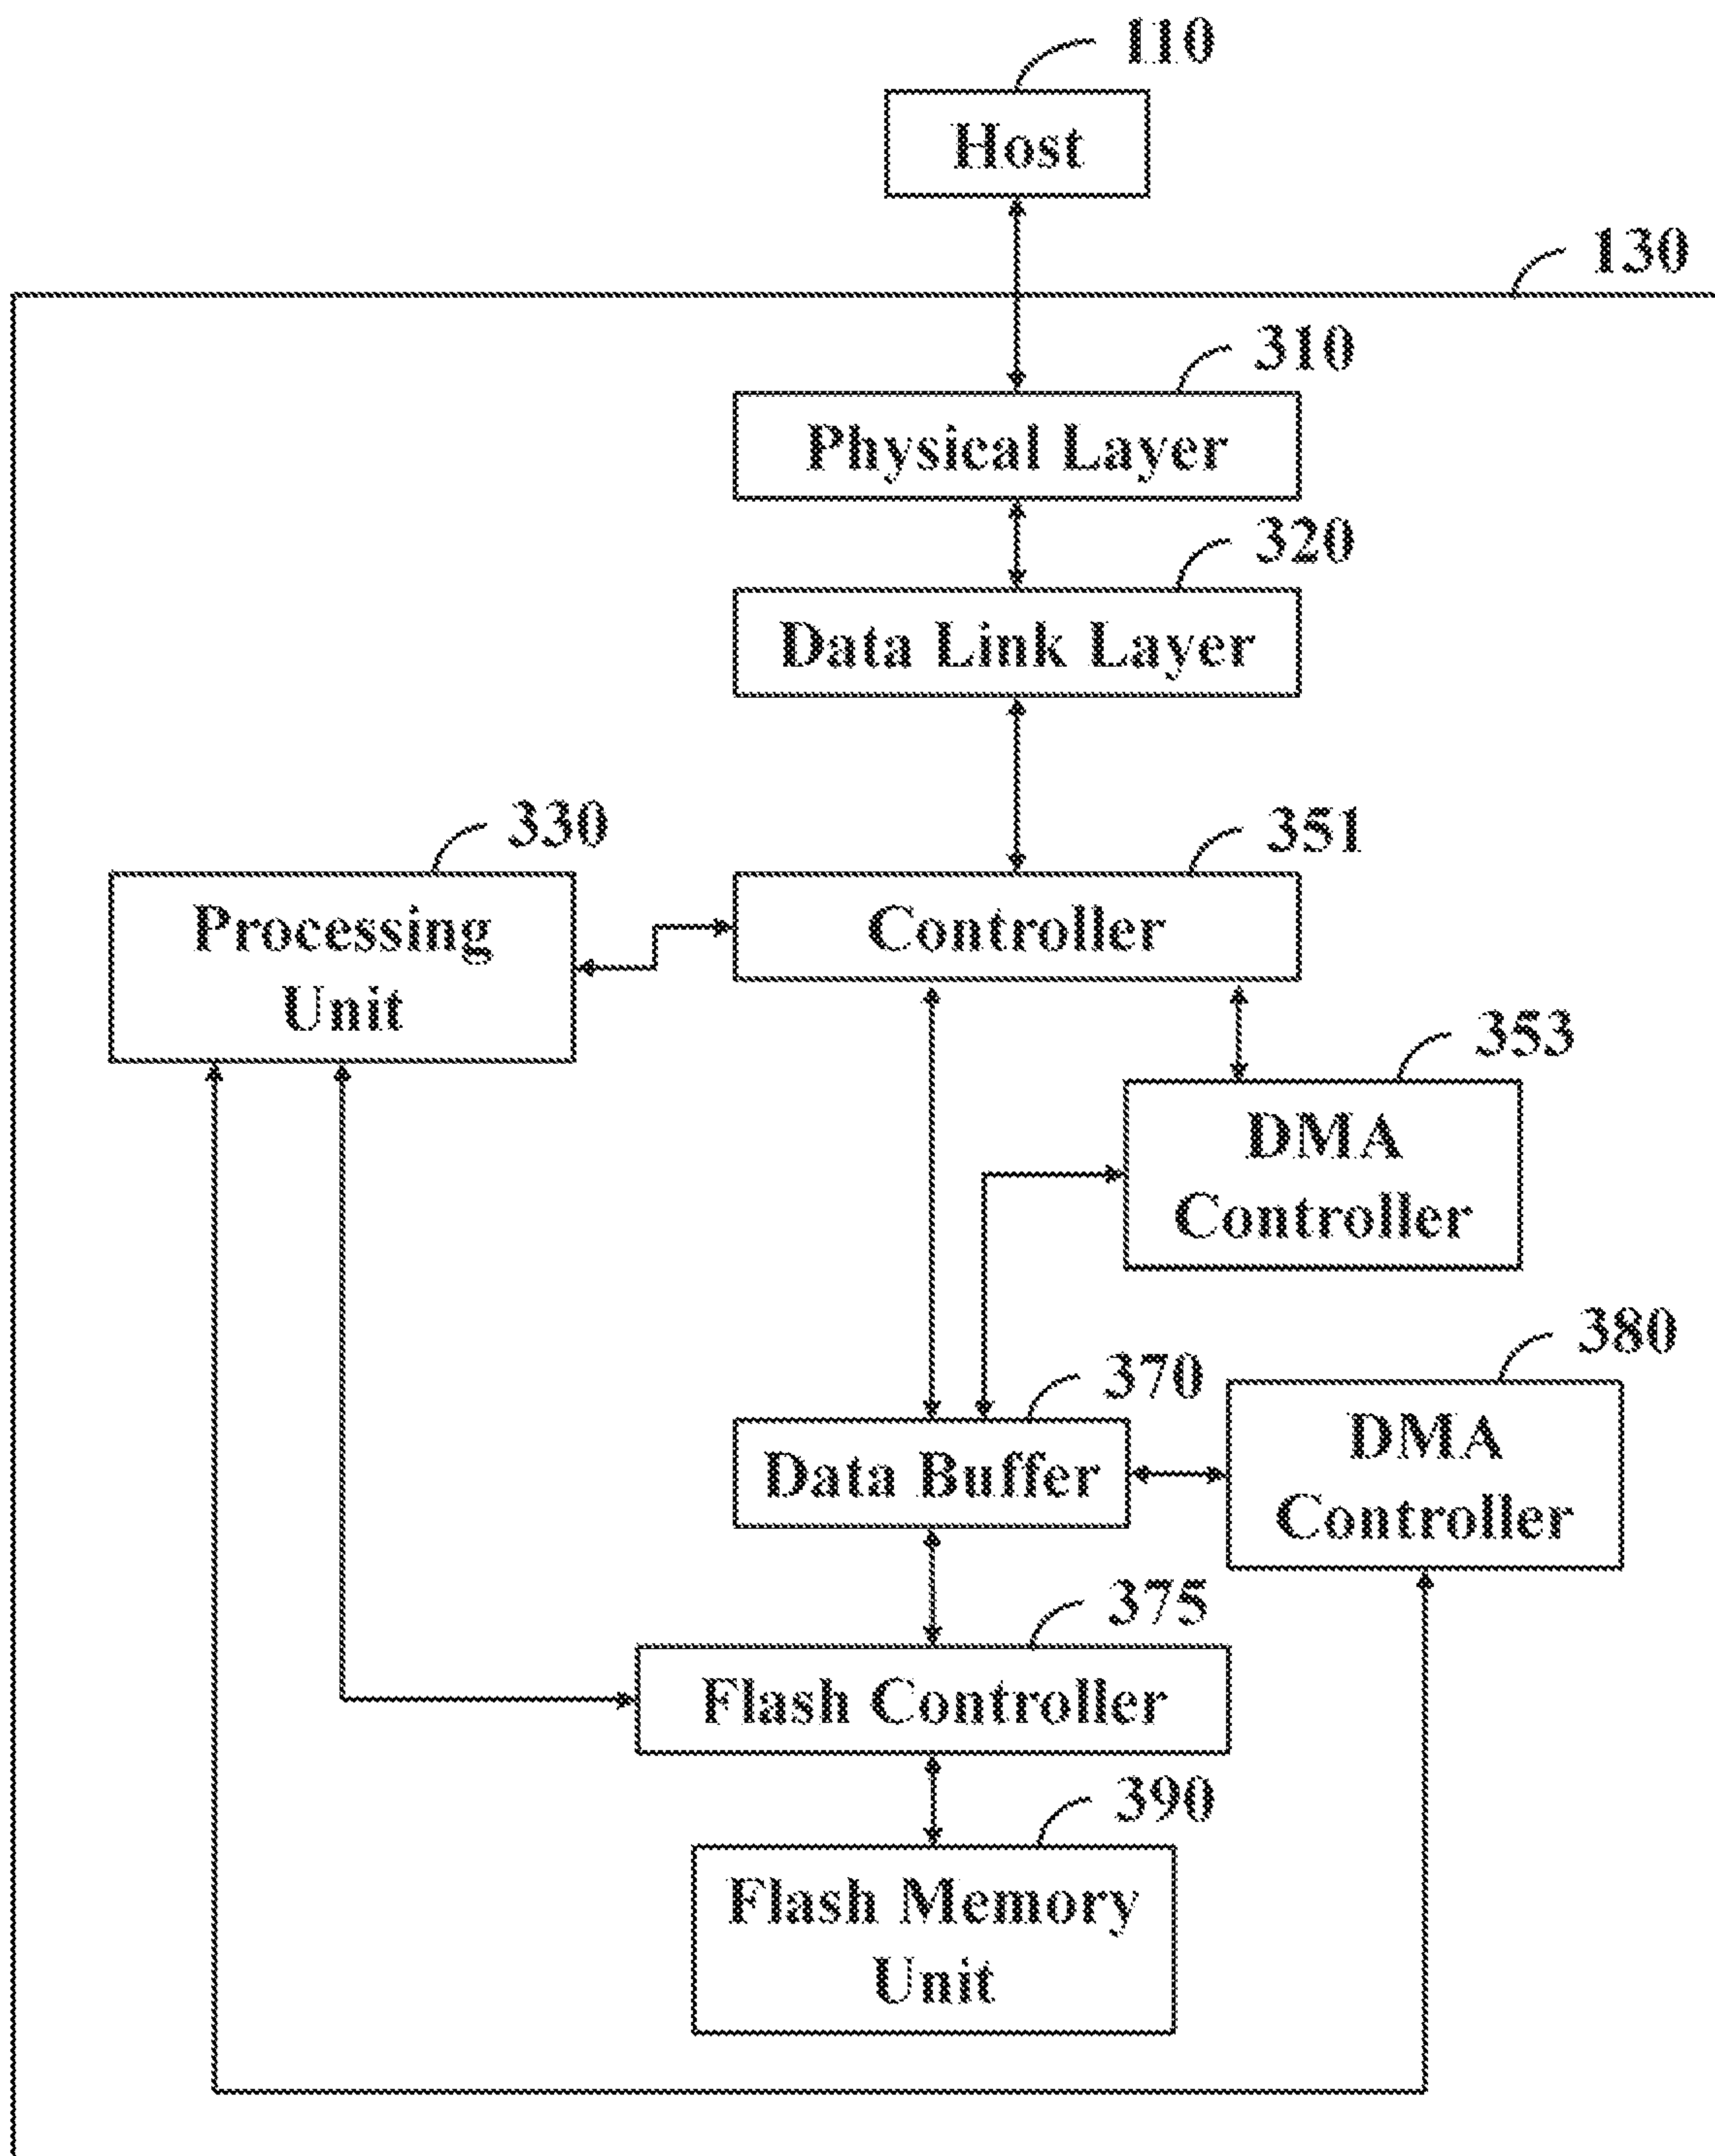 110
Host
130
310
Physical Layer
320
Data Link Layer
330
351
Processing
Unit
Controller
353
DMA
Controller
380
370
DMA
Controller
Data Buffer
375
Flash Controller
390
Flash Memory
Unit